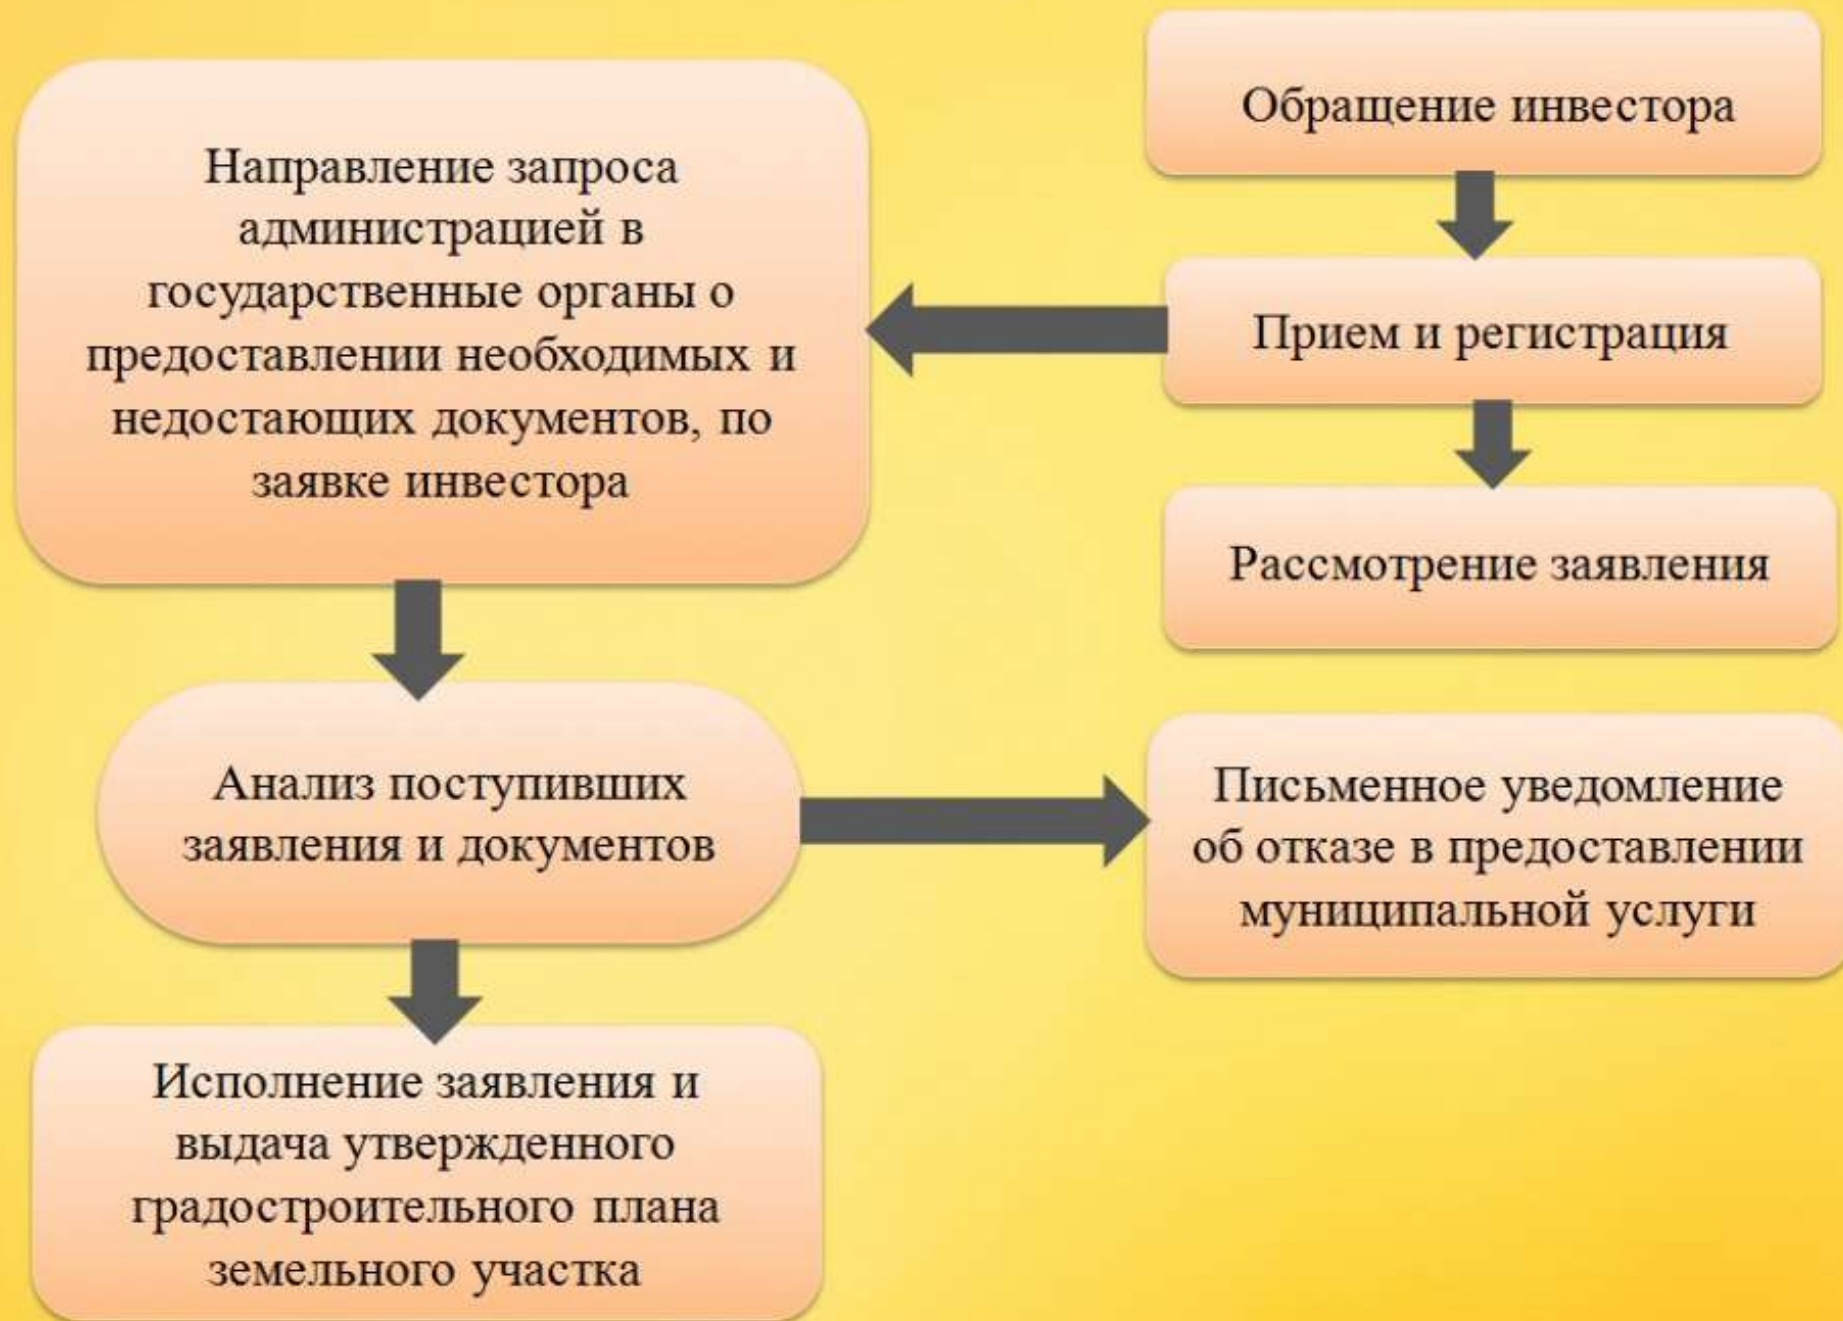 Обращение инвестора
Прием и регистрация
Рассмотрение заявления
Направление запроса
администрацией в
государственные органы о
предоставлении необходимых и
недостающих документов, по
заявке инвестора
Анализ поступивших
заявления и документов
Письменное уведомление
об отказе в предоставлении
муниципальной услуги
Исполнение заявления и
выдача утвержденного
градостроительного плана
земельного участка